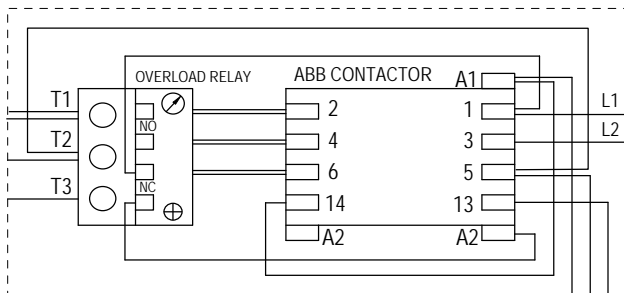 OVERLOAD RELAY ABB CONTACTOR A1
T1 2 1 L1
NO
T2 4 3 L2
6 5
T3 NC 14 13
A2 A2